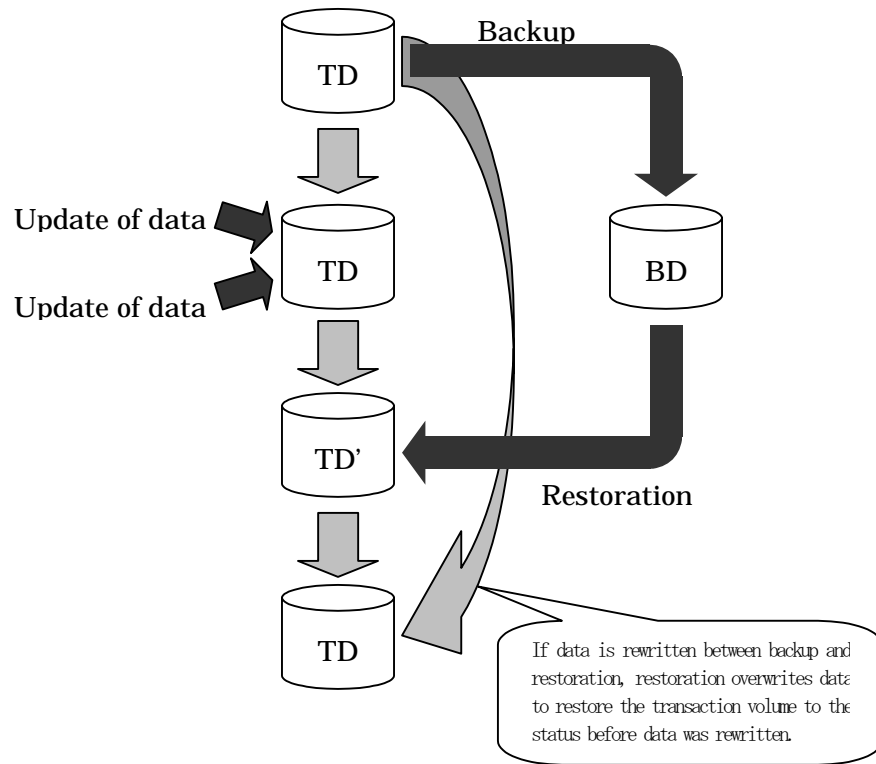 Backup
TD
Update of data
TD
BD
Update of data
TD’
Restoration
TD
If data is rewritten between backup and
restoration, restoration overwrites data
to restore the transaction volume to the
status before data was rewritten.